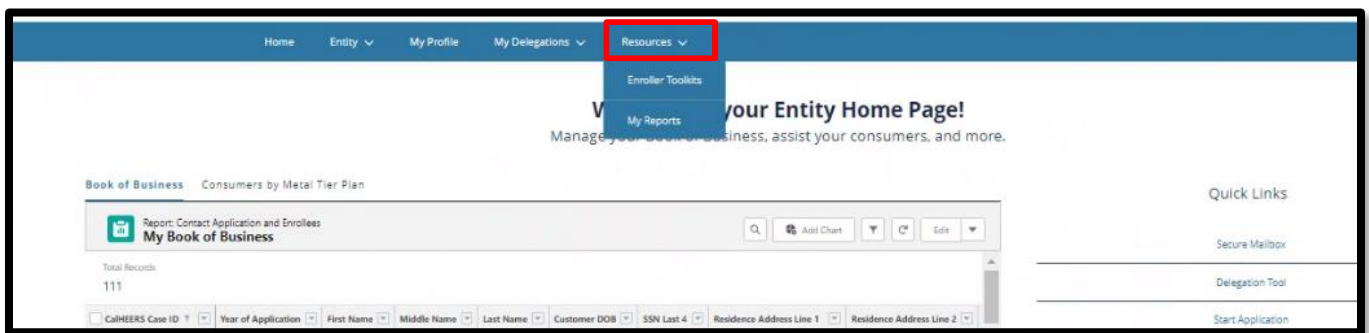 Home Entity My Profile My Delegations Resources
Enroller Toolkits
My Reports
W your Entity Home Page!
Manage your Book of Business, assist your consumers, and more.
Book of Business Consumers by Metal Tier Plan
Report: Contact Application and Enrollees
My Book of Business
Add Chart Edit
Total Records
111
CalHEERS Case ID ↑ Year of Application First Name Middle Name Last Name Customer DOB SSN Last 4 Residence Address Line 1 Residence Address Line 2
Quick Links
Secure Mailbox
Delegation Tool
Start Application